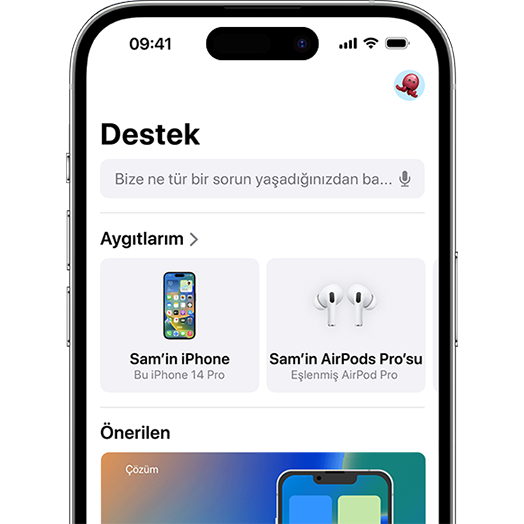 09:41
Destek
Bize ne tür bir sorun yaşadığınızdan ba...
Aygıtlarım
Sam'in iPhone
Bu iPhone 14 Pro
Sam'in AirPods Pro'su
Eşlenmiş AirPod Pro
Önerilen
Çözüm